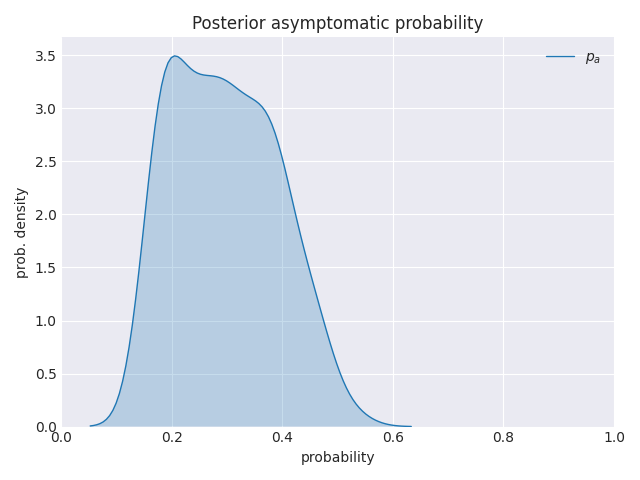 Posterior asymptomatic probability
pₐ
3.5
3.0
2.5
2.0
1.5
1.0
0.5
0.0
prob. density
0.0 0.2 0.4 0.6 0.8 1.0
probability